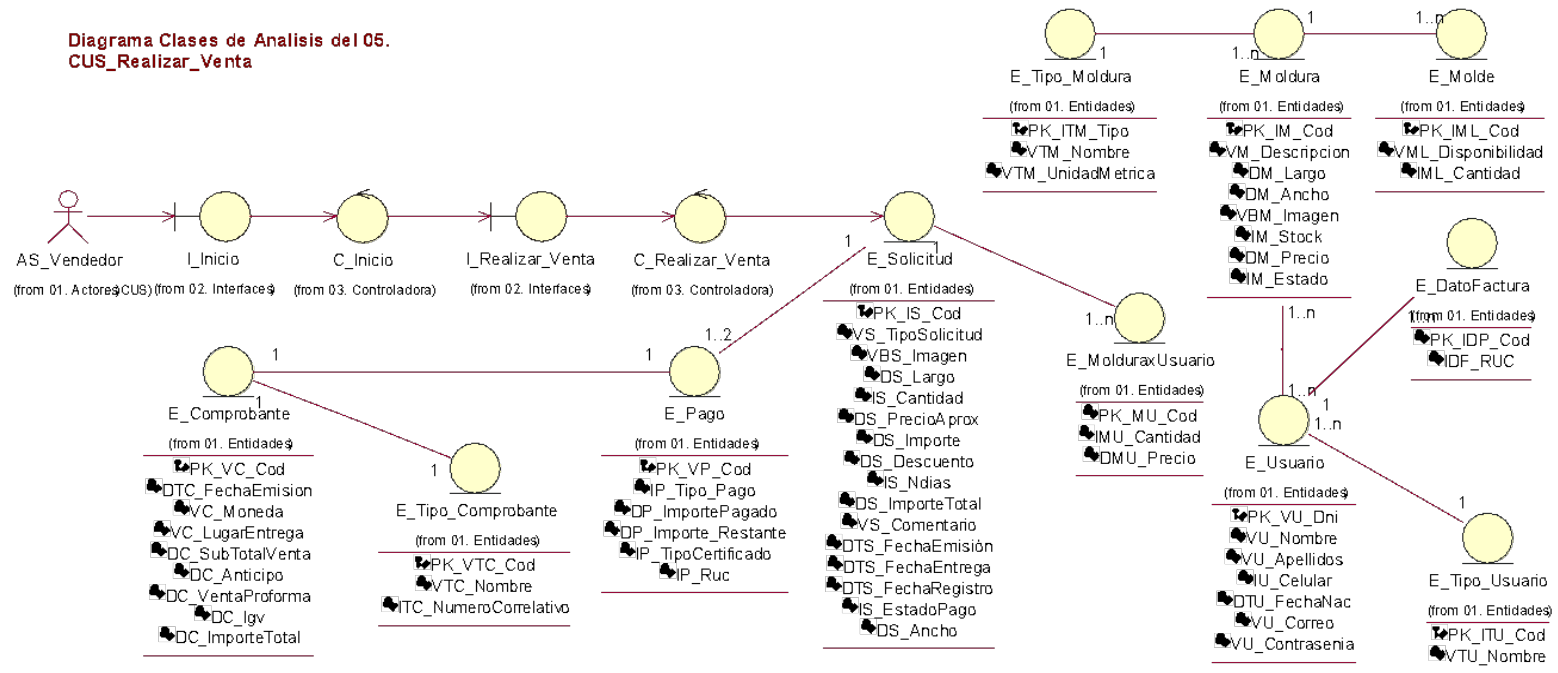 Diagrama Clases de Analisis del 05.
CUS_Realizar_Venta
AS_Vendedor
(from 01. Actores CUS)
I_Inicio
(from 02. Interfaces)
C_Inicio
(from 03. Controladora)
I_Realizar_Venta
(from 02. Interfaces)
C_Realizar_Venta
(from 03. Controladora)
1
1
E_Solicitud
(from 01. Entidades)
PK_IS_Cod
VS_TipoSolicitud
VBS_Imagen
DS_Largo
IS_Cantidad
DS_PrecioAprox
DS_Importe
DS_Descuento
IS_Ndias
DS_ImporteTotal
VS_Comentario
DTS_FechaEmisión
DTS_FechaEntrega
DTS_FechaRegistro
IS_EstadoPago
DS_Ancho
1
E_Tipo_Moldura
(from 01. Entidades)
PK_ITM_Tipo
VTM_Nombre
VTM_UnidadMetrica
1..n
1
E_Moldura
(from 01. Entidades)
PK_IM_Cod
VM_Descripcion
DM_Largo
DM_Ancho
VBM_Imagen
IM_Stock
DM_Precio
IM_Estado
1..n
1..n
E_Molde
(from 01. Entidades)
PK_IML_Cod
VML_Disponibilidad
IML_Cantidad
E_DatoFactura
(from 01. Entidades)
PK_IDP_Cod
IDF_RUC
1..n
E_MolduraxUsuario
(from 01. Entidades)
PK_MU_Cod
IMU_Cantidad
DMU_Precio
1
E_Comprobante
1
(from 01. Entidades)
PK_VC_Cod
DTC_FechaEmision
VC_Moneda
VC_LugarEntrega
DC_SubTotalVenta
DC_Anticipo
DC_VentaProforma
DC_Igv
DC_ImporteTotal
1
E_Tipo_Comprobante
(from 01. Entidades)
PK_VTC_Cod
VTC_Nombre
ITC_NumeroCorrelativo
1
1..2
E_Pago
(from 01. Entidades)
PK_VP_Cod
IP_Tipo_Pago
DP_ImportePagado
DP_Importe_Restante
IP_TipoCertificado
IP_Ruc
1..n
1
1..n
E_Usuario
(from 01. Entidades)
PK_VU_Dni
VU_Nombre
VU_Apellidos
IU_Celular
DTU_FechaNac
VU_Correo
VU_Contrasenia
1
E_Tipo_Usuario
(from 01. Entidades)
PK_ITU_Cod
VTU_Nombre